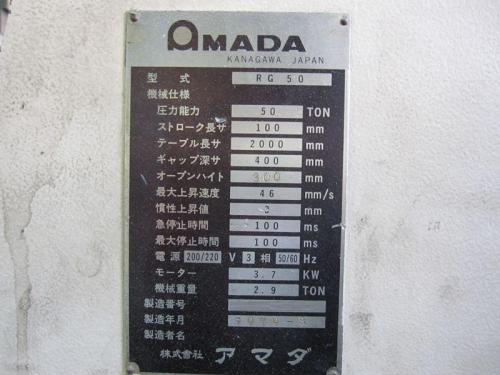 AMADA
KANAGAWA JAPAN
型式 RG 50
機械仕様
圧力能力 50 TON
ストローク長サ 100 mm
テーブル長サ 2000 mm
ギャップ深サ 400 mm
オープンハイト 300 mm
最大上昇速度 46 mm/s
慣性上昇値 mm
急停止時間 100 ms
最大停止時間 100 ms
電源 200/220 V 3 相 50/60 Hz
モーター 3.7 KW
機械重量 2.9 TON
製造番号
製造年月
製造者名
株式会社 アマダ